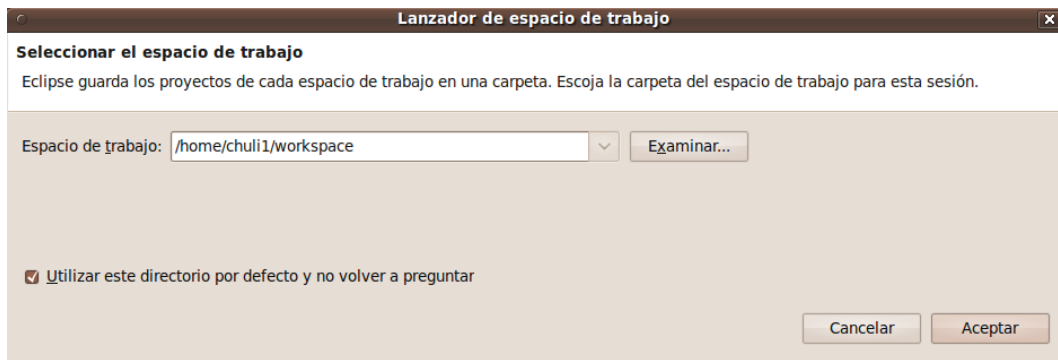 Lanzador de espacio de trabajo
Seleccionar el espacio de trabajo
Eclipse guarda los proyectos de cada espacio de trabajo en una carpeta. Escoja la carpeta del espacio de trabajo para esta sesión.
Espacio de trabajo: /home/chuli1/workspace Examinar...
Utilizar este directorio por defecto y no volver a preguntar
Cancelar Aceptar